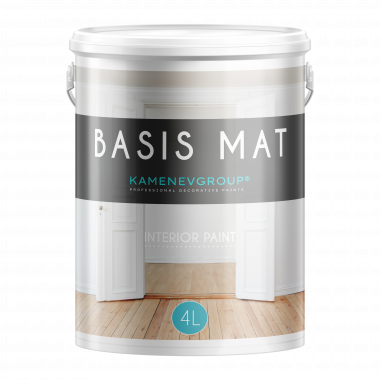 BASIS MAT
KAMENEVGROUP®
PROFESSIONAL DECORATIVE PAINTS
INTERIOR PAINT
4L